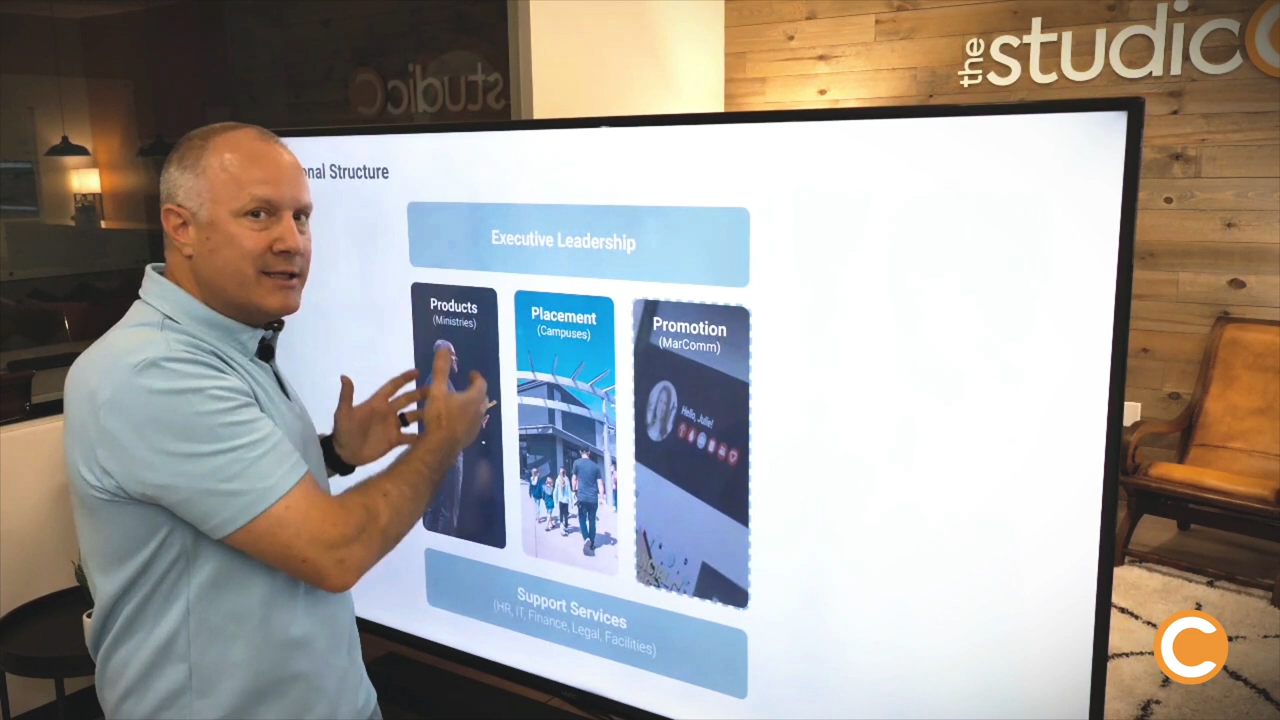 the studio C
onal Structure
Executive Leadership
Products
(Ministries)
Placement
(Campuses)
Promotion
(MarComm)
Hello, Julie!
Support Services
(HR, IT, Finance, Legal, Facilities)
C